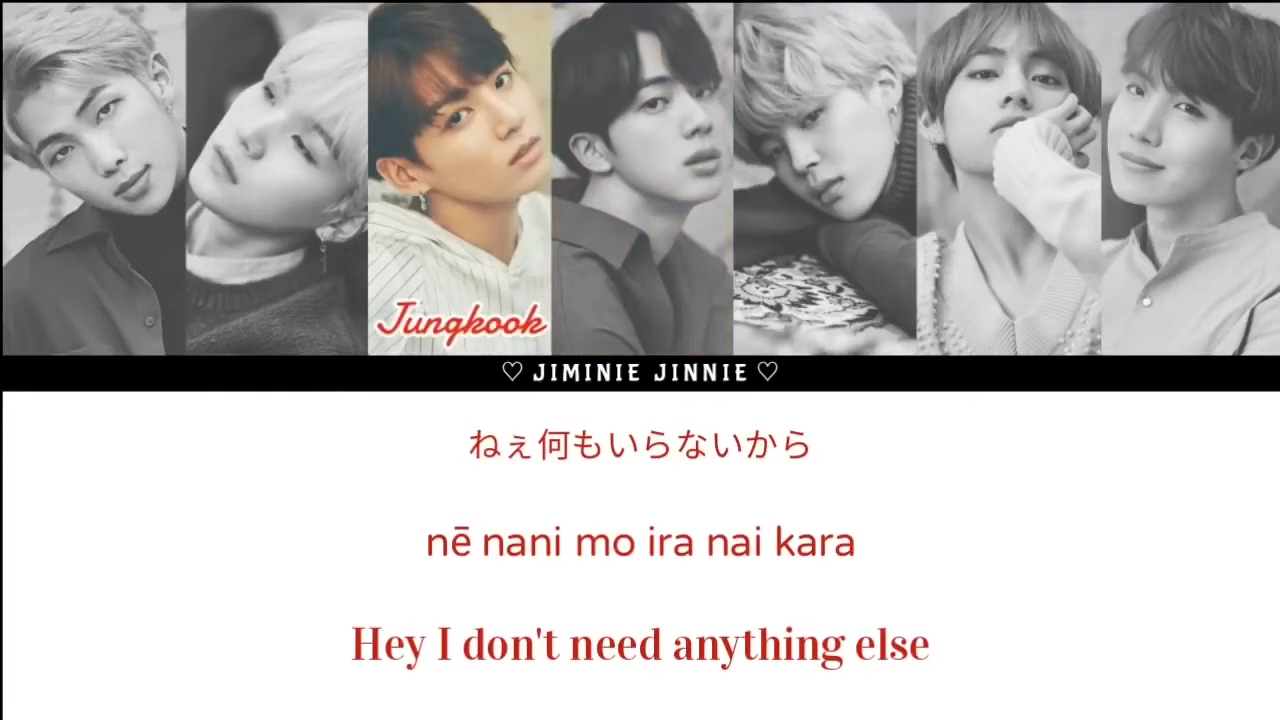 Jungkook
♡ JIMINIE JINNIE ♡
ねぇ何もいらないから
nē nani mo ira nai kara
Hey I don't need anything else